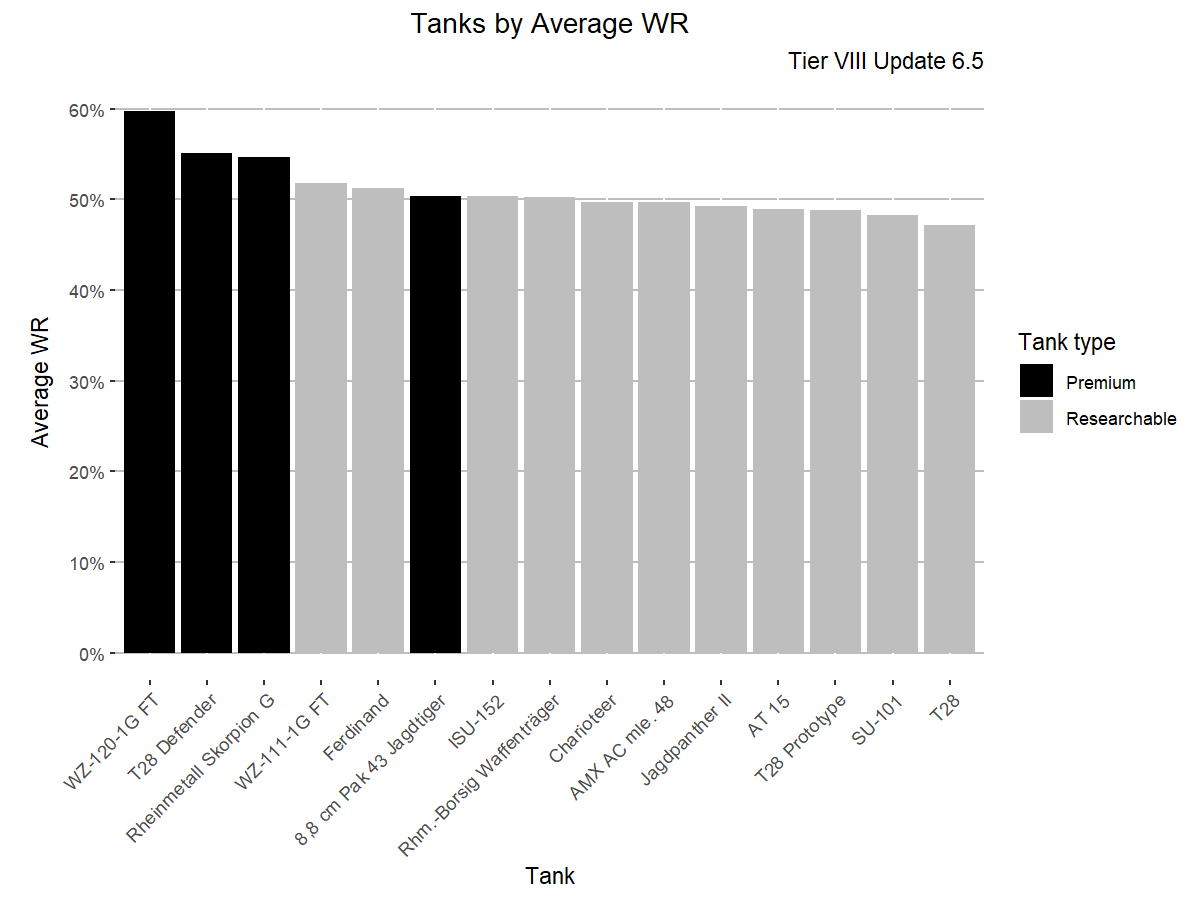 Tanks by Average WR
Tier VIII Update 6.5
Average WR
60%
50%
40%
30%
20%
10%
0%
WZ-120-1G FT
T28 Defender
Rheinmetall Skorpion G
WZ-111-1G FT
Ferdinand
8,8 cm Pak 43 Jagdtiger
ISU-152
Rhm.-Borsig Waffenträger
Charioteer
AMX AC mle. 48
Jagdpanther II
AT 15
T28 Prototype
SU-101
T28
Tank
Tank type
Premium
Researchable